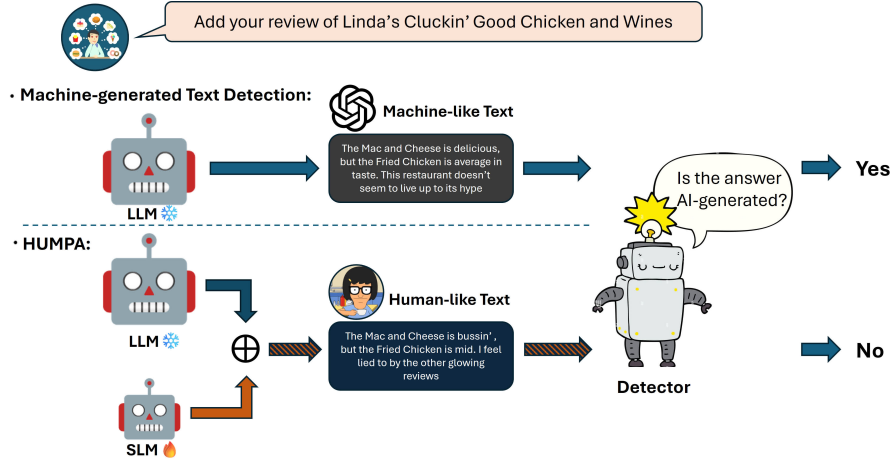 Add your review of Linda's Cluckin' Good Chicken and Wines
· Machine-generated Text Detection:
Machine-like Text
The Mac and Cheese is delicious,
but the Fried Chicken is average in
taste. This restaurant doesn't
seem to live up to its hype
LLM
Is the answer
AI-generated?
Yes
· HUMPA:
LLM
Human-like Text
The Mac and Cheese is bussin' ,
but the Fried Chicken is mid. I feel
lied to by the other glowing
reviews
SLM
Detector
No